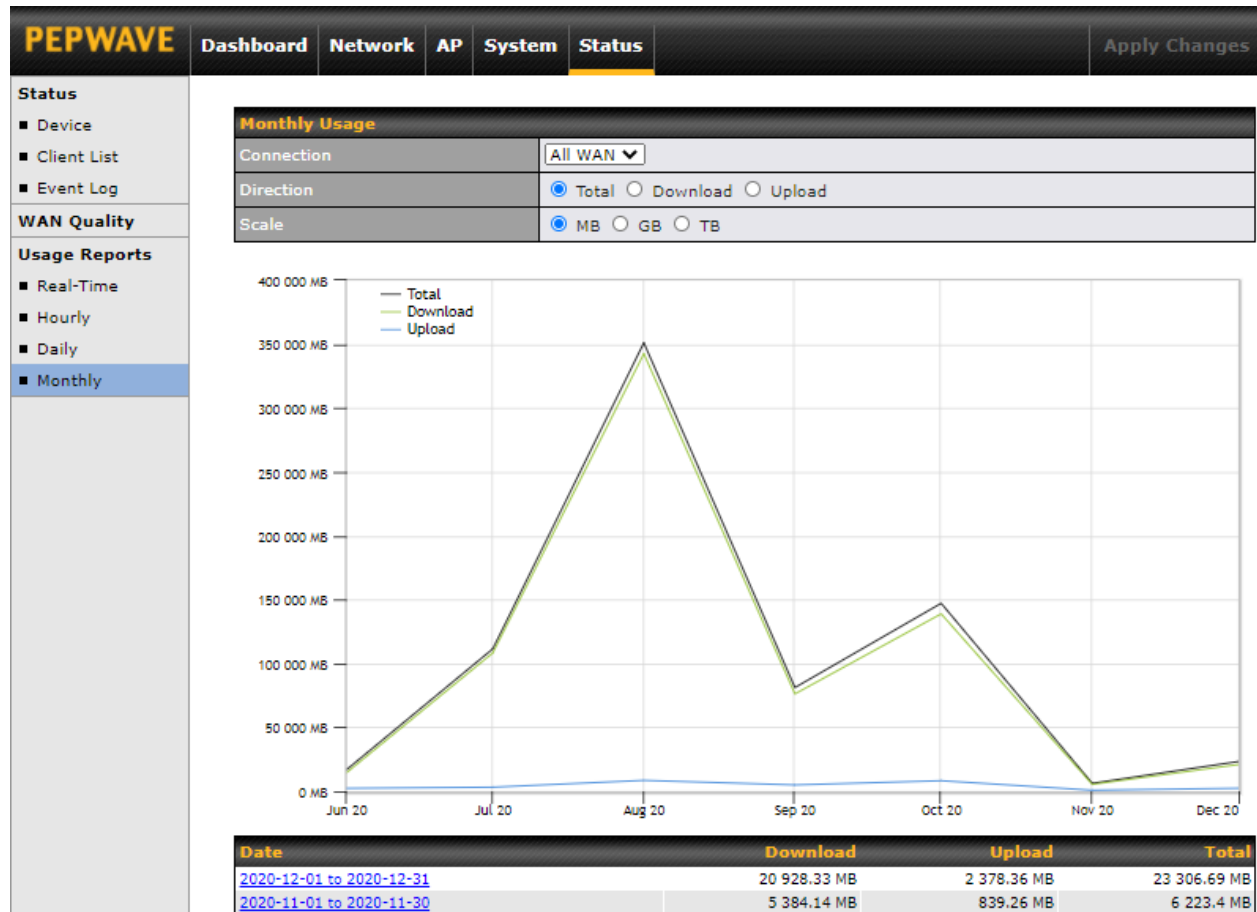 PEPWAVE Dashboard Network AP System Status Apply Changes
Status
Device
Client List
Event Log
WAN Quality
Usage Reports
Real-Time
Hourly
Daily
Monthly
Monthly Usage
Connection All WAN
Direction Total Download Upload
Scale MB GB TB
400 000 MB
350 000 MB
300 000 MB
250 000 MB
200 000 MB
150 000 MB
100 000 MB
50 000 MB
0 MB
Total
Download
Upload
Jun 20 Jul 20 Aug 20 Sep 20 Oct 20 Nov 20 Dec 20
Date Download Upload Total
2020-12-01 to 2020-12-31 20 928.33 MB 2 378.36 MB 23 306.69 MB
2020-11-01 to 2020-11-30 5 384.14 MB 839.26 MB 6 223.4 MB